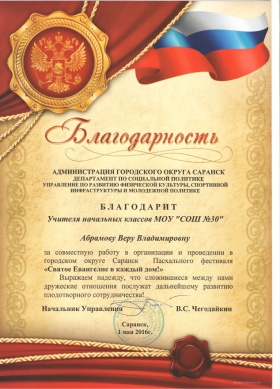 Благодарность
АДМИНИСТРАЦИЯ ГОРОДСКОГО ОКРУГА САРАНСК
ДЕПАРТАМЕНТ ПО СОЦИАЛЬНОЙ ПОЛИТИКЕ
УПРАВЛЕНИЕ ПО РАЗВИТИЮ ФИЗИЧЕСКОЙ КУЛЬТУРЫ, СПОРТИВНОЙ
ИНФРАСТРУКТУРЫ И МОЛОДЕЖНОЙ ПОЛИТИКИ
БЛАГОДАРИТ
Учителя начальных классов МОУ "СОШ №30"
Абрамову Веру Владимировну
за совместную работу в организации и проведении в
городском округе Саранск Пасхального фестиваля
«Святое Евангелие в каждый дом!»
Выражаем надежду, что сложившиеся между нами
дружеские отношения послужат дальнейшему развитию
плодотворного сотрудничества!
Начальник Управления В.С. Чегодайкин
Саранск,
1 мая 2016г.